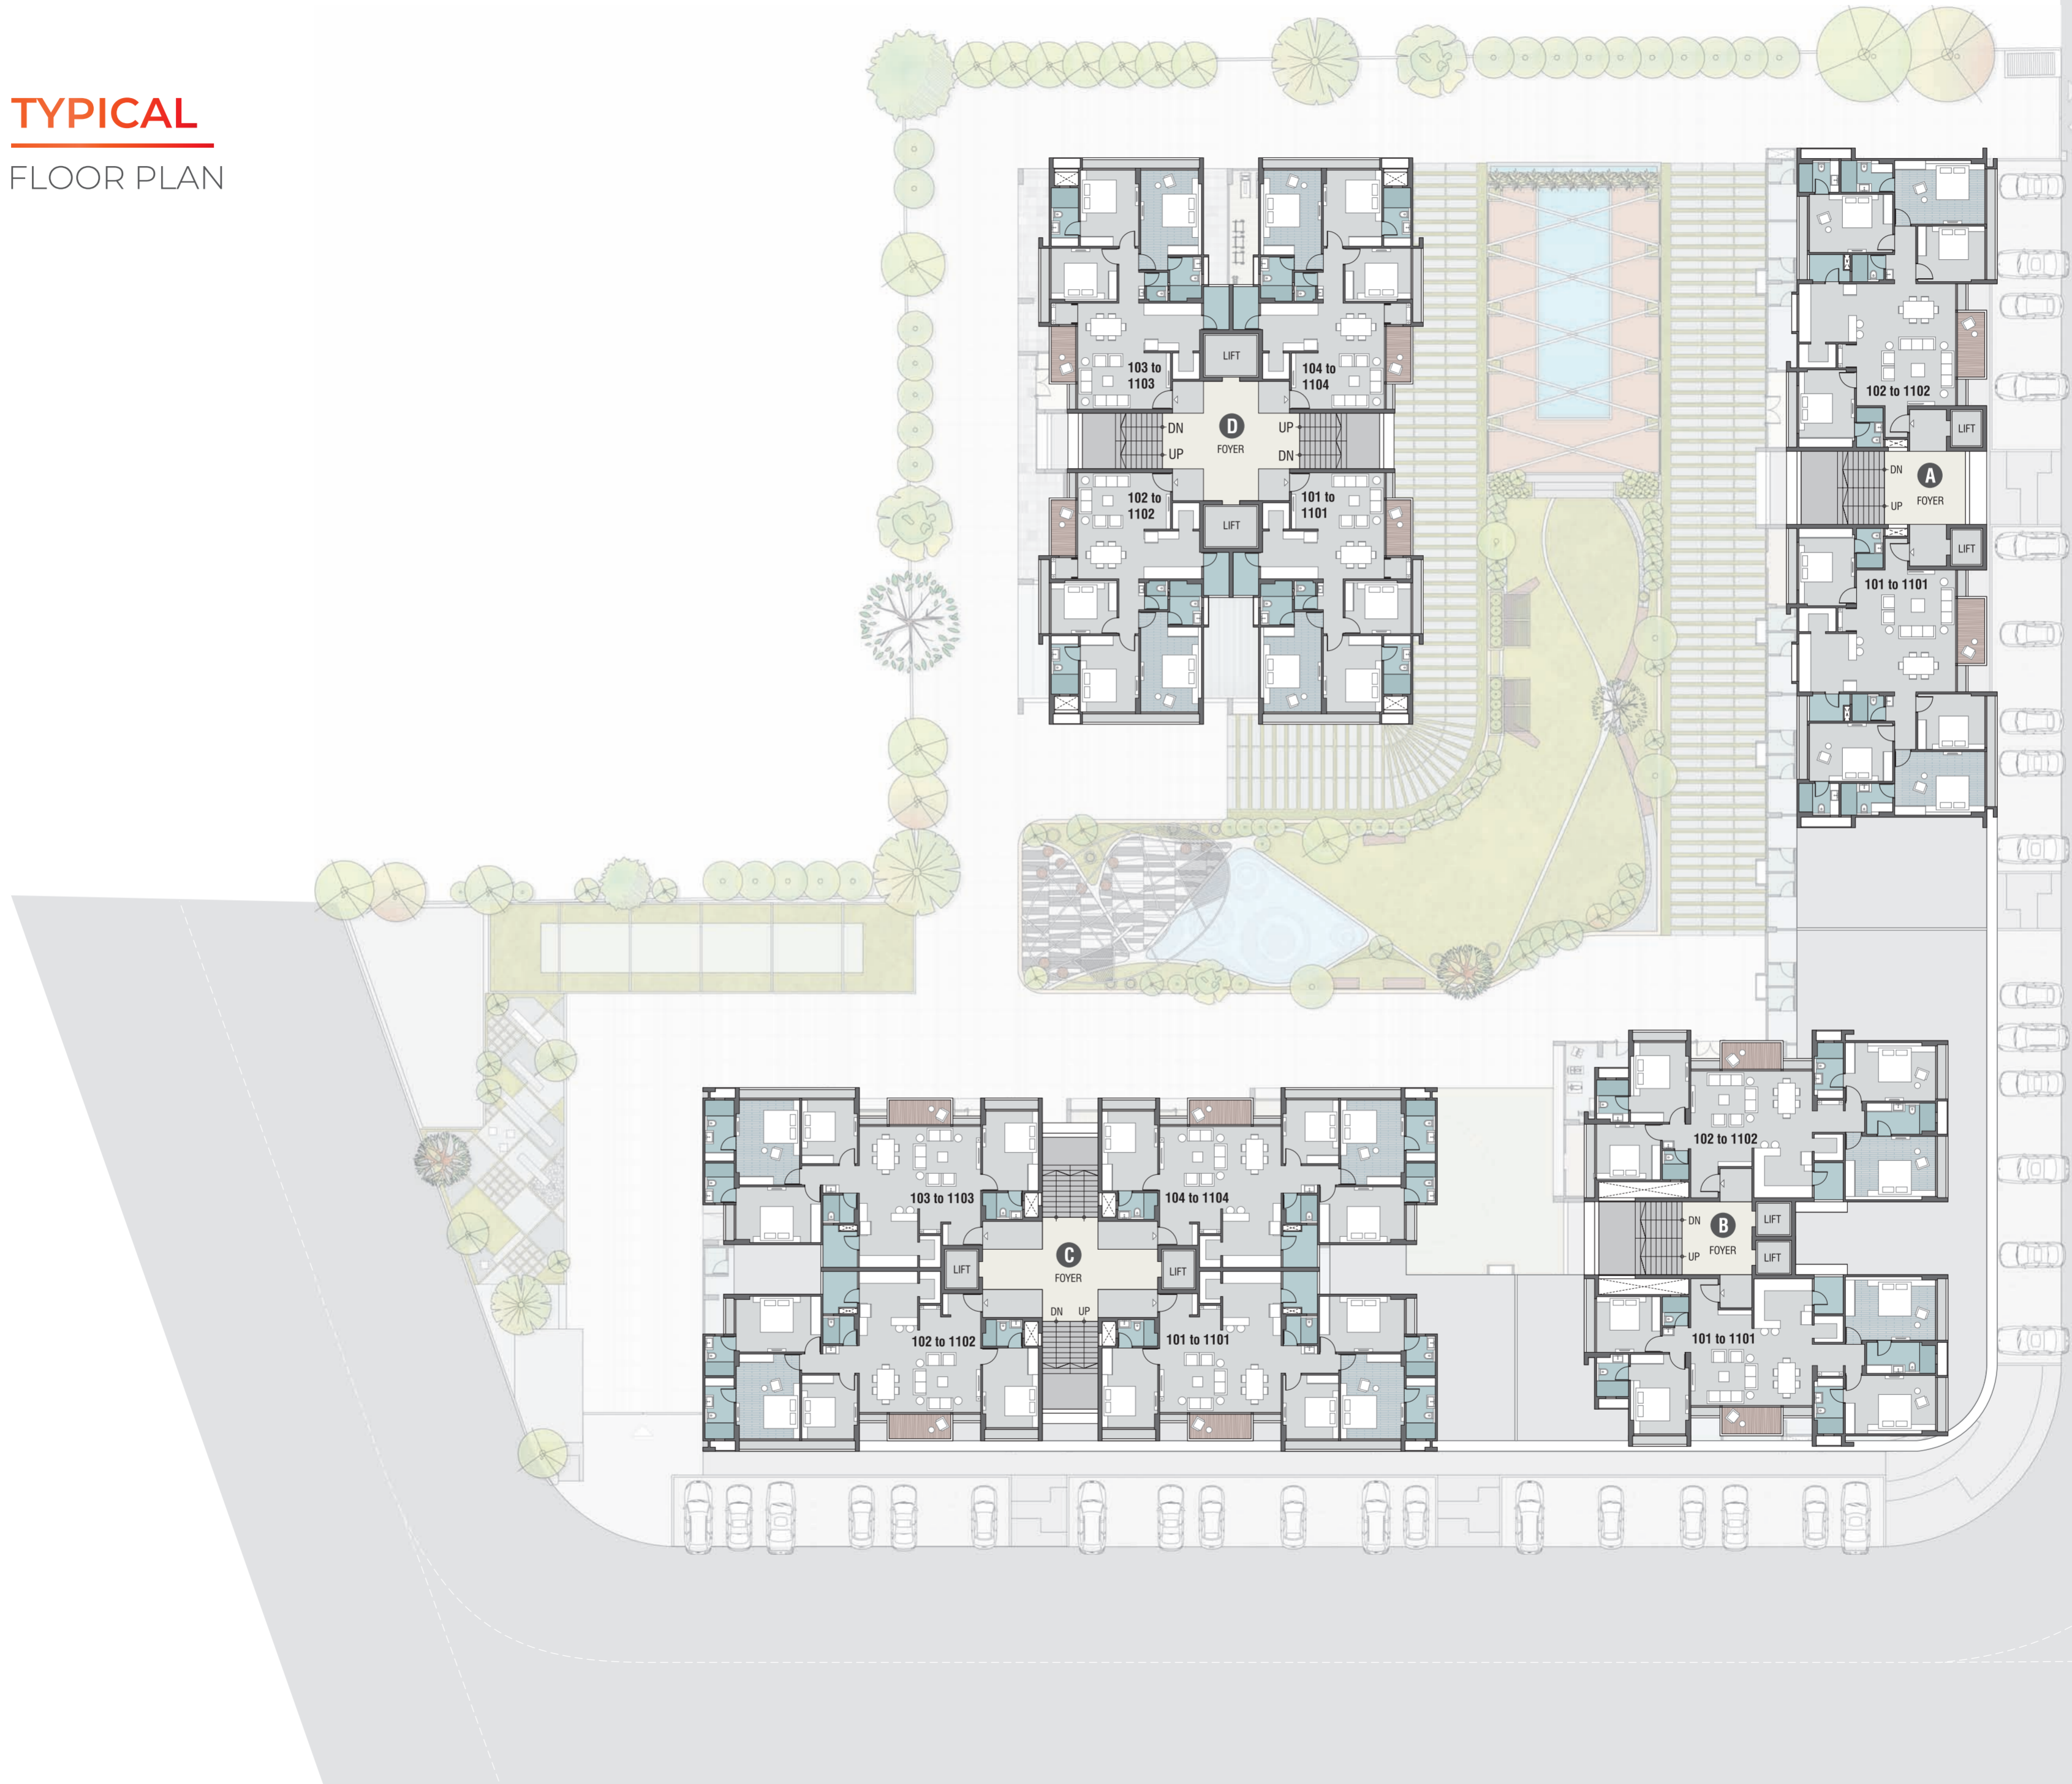 TYPICAL
FLOOR PLAN
LIFT
103 to
1103
104 to
1104
D
FOYER
DN
UP
UP
DN
102 to
1102
101 to
1101
LIFT
102 to 1102
LIFT
A
FOYER
DN
UP
LIFT
101 to 1101
102 to 1102
DN
UP
B
FOYER
LIFT
LIFT
101 to 1101
103 to 1103
104 to 1104
LIFT
C
FOYER
LIFT
DN UP
102 to 1102
101 to 1101